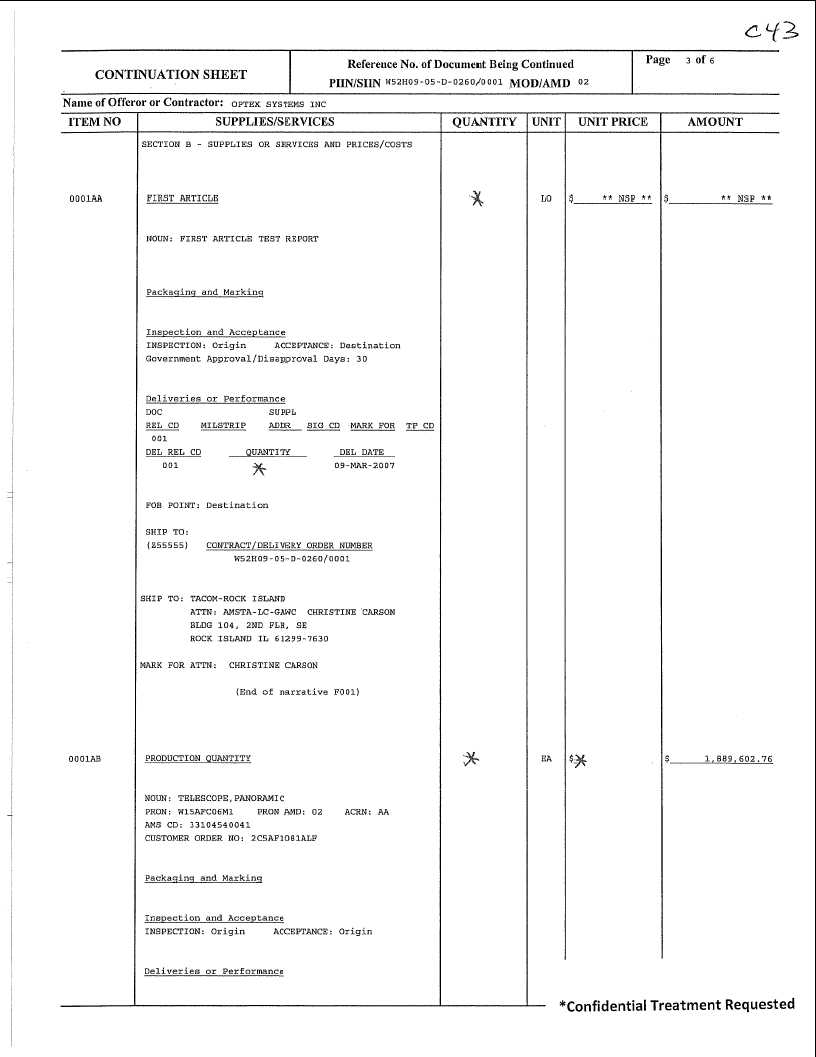 C43
CONTINUATION SHEET
Reference No. of Document Being Continued
PIIN/SIIN W52H09-05-D-0260/0001 MOD/AMD 02
Page 3 of 6
Name of Offeror or Contractor: OPTEX SYSTEMS INC
ITEM NO SUPPLIES/SERVICES QUANTITY UNIT UNIT PRICE AMOUNT
SECTION B - SUPPLIES OR SERVICES AND PRICES/COSTS
0001AA FIRST ARTICLE * LO $ ** NSP ** $ ** NSP **
NOUN: FIRST ARTICLE TEST REPORT
Packaging and Marking
Inspection and Acceptance
INSPECTION: Origin ACCEPTANCE: Destination
Government Approval/Disapproval Days: 30
Deliveries or Performance
DOC SUPPL
REL CD MILSTRIP ADDR SIG CD MARK FOR TP CD
001
DEL REL CD QUANTITY DEL DATE
001 * 09-MAR-2007
FOB POINT: Destination
SHIP TO:
(Z55555) CONTRACT/DELIVERY ORDER NUMBER
W52H09-05-D-0260/0001
SHIP TO: TACOM-ROCK ISLAND
ATTN: AMSTA-LC-GAWC CHRISTINE CARSON
BLDG 104, 2ND FLR, SE
ROCK ISLAND IL 61299-7630
MARK FOR ATTN: CHRISTINE CARSON
(End of narrative F001)
0001AB PRODUCTION QUANTITY * EA $* $ 1,889,602.76
NOUN: TELESCOPE,PANORAMIC
PRON: W15AFC06M1 PRON AMD: 02 ACRN: AA
AMS CD: 33104540041
CUSTOMER ORDER NO: 2C5AF1081ALF
Packaging and Marking
Inspection and Acceptance
INSPECTION: Origin ACCEPTANCE: Origin
Deliveries or Performance
*Confidential Treatment Requested